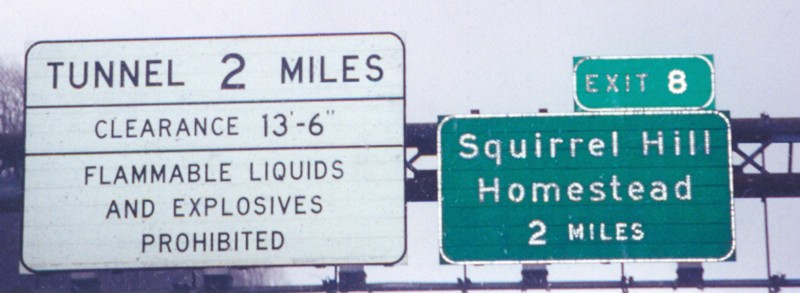 TUNNEL 2 MILES
CLEARANCE 13'-6"
FLAMMABLE LIQUIDS
AND EXPLOSIVES
PROHIBITED
EXIT 8
Squirrel Hill
Homestead
2 MILES